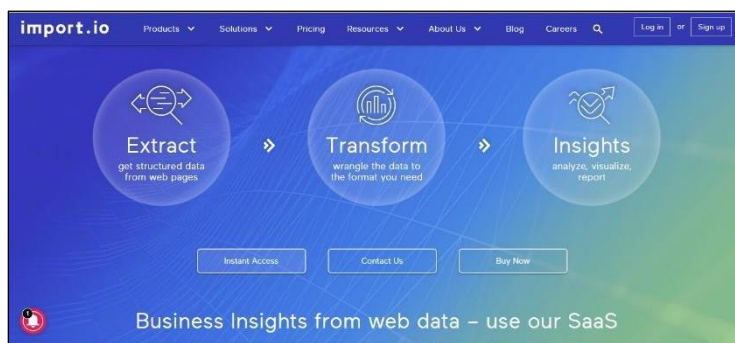 import.io Products Solutions Pricing Resources About Us Blog Careers Log in or Sign up
Extract
get structured data
from web pages
Transform
wrangle the data to
the format you need
Insights
analyze, visualize,
report
Instant Access Contact Us Buy Now
1
Business Insights from web data – use our SaaS